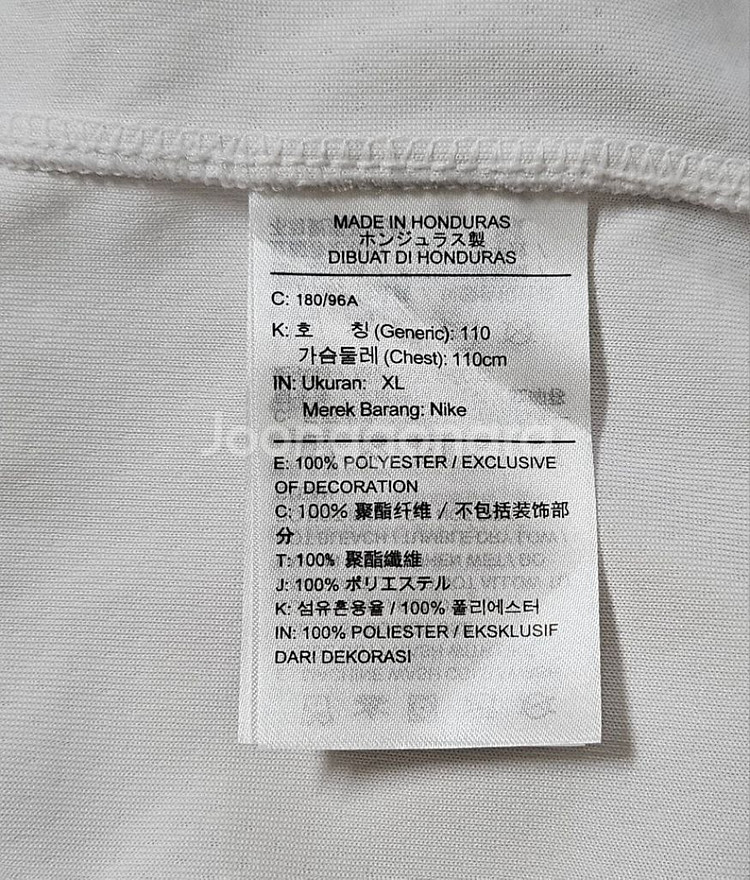 MADE IN HONDURAS
ホンジュラス製
DIBUAT DI HONDURAS
C: 180/96A
K: 호 칭 (Generic): 110
가슴둘레 (Chest): 110cm
IN: Ukuran: XL
Merek Barang: Nike
E: 100% POLYESTER / EXCLUSIVE
OF DECORATION
C: 100% 聚酯纤维 / 不包括装饰部
分
T: 100% 聚酯纖維
J: 100% ポリエステル
K: 섬유혼용율 / 100% 폴리에스터
IN: 100% POLIESTER / EKSKLUSIF
DARI DEKORASI